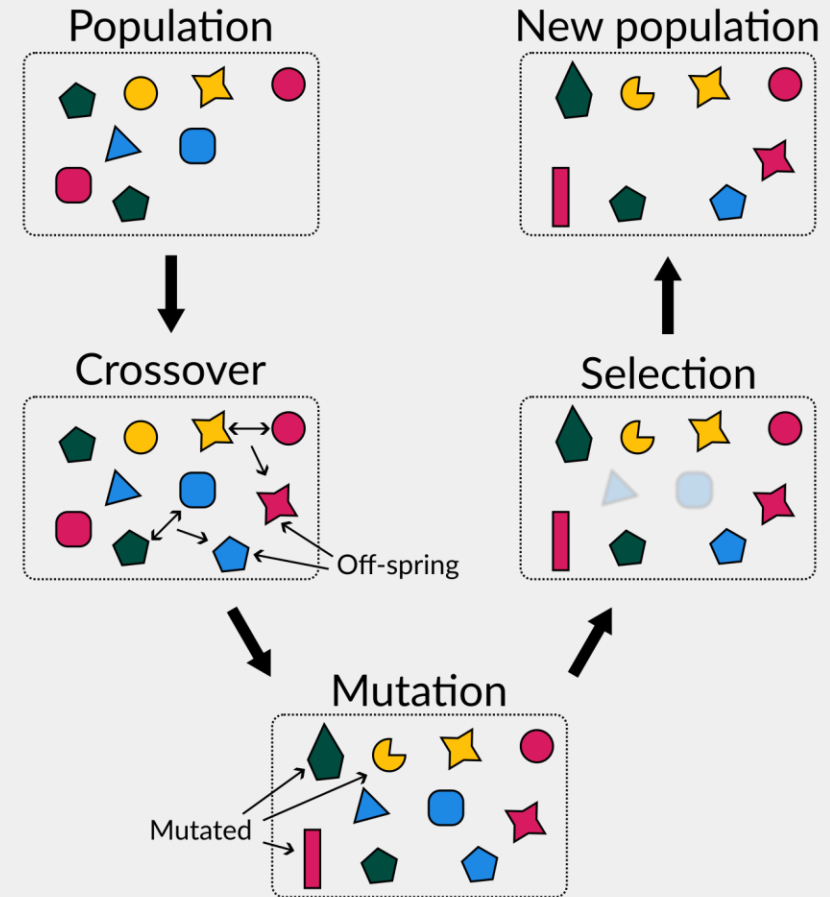 Population
New population
Crossover
Selection
Off-spring
Mutation
Mutated